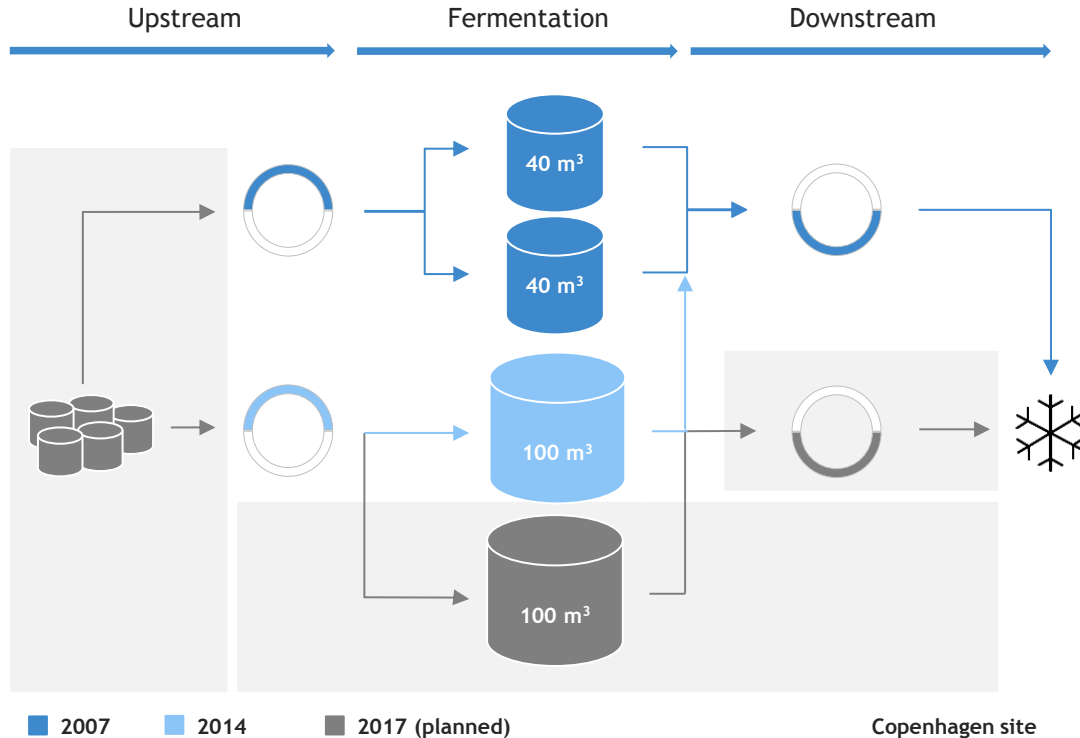 Upstream
Fermentation
Downstream
40 m³
40 m³
100 m³
100 m³
2007
2014
2017 (planned)
Copenhagen site